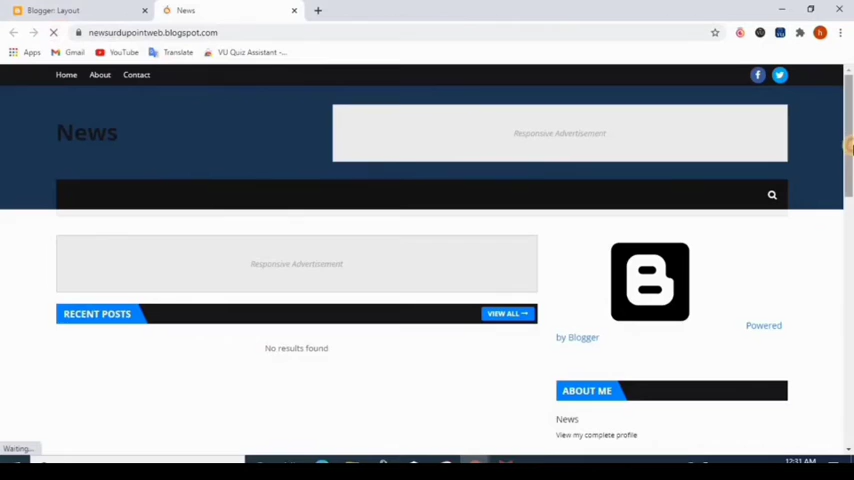 Blogger: Layout
News
newsurdupointweb.blogspot.com
h
Apps
Gmail
YouTube
Translate
VU Quiz Assistant -...
Home
About
Contact
News
Responsive Advertisement
Responsive Advertisement
RECENT POSTS
VIEW ALL →
No results found
Powered
by Blogger
ABOUT ME
News
View my complete profile
Waiting...
12:31 AM